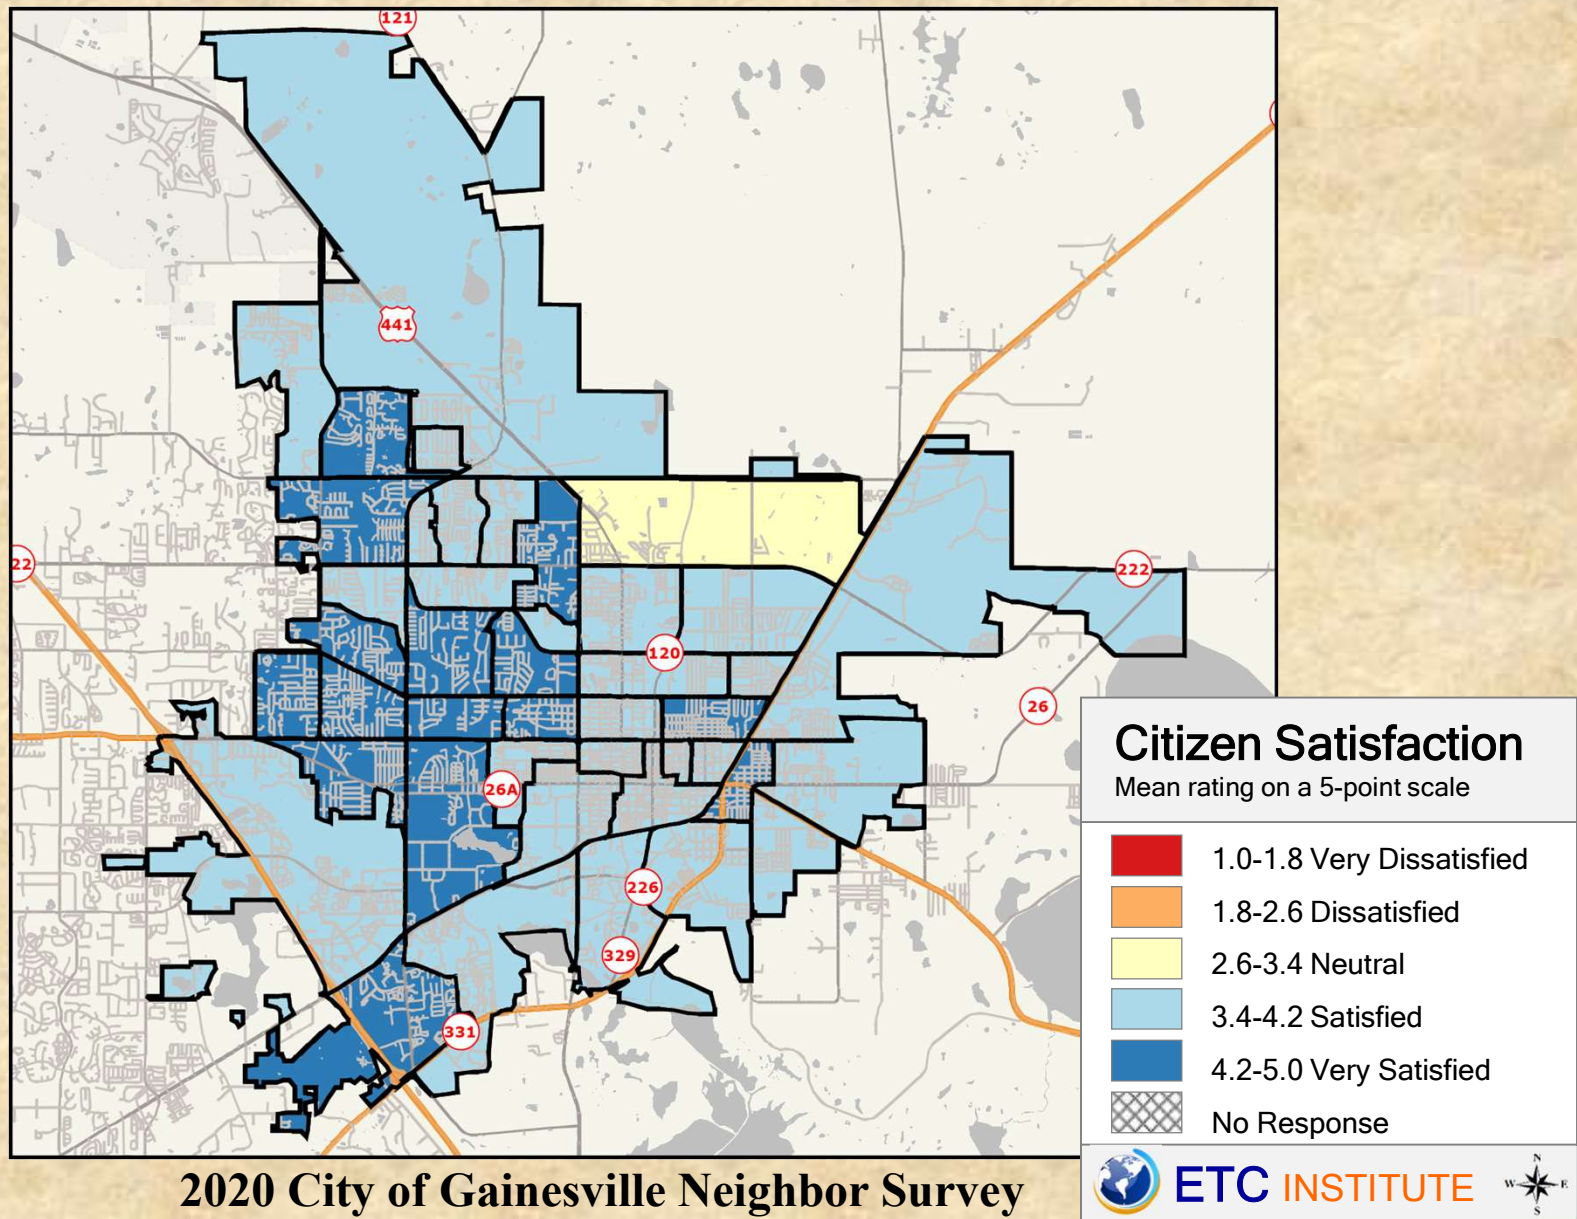 121
441
22
222
120
26
26A
226
329
331
Citizen Satisfaction
Mean rating on a 5-point scale
1.0-1.8 Very Dissatisfied
1.8-2.6 Dissatisfied
2.6-3.4 Neutral
3.4-4.2 Satisfied
4.2-5.0 Very Satisfied
No Response
2020 City of Gainesville Neighbor Survey
ETC INSTITUTE
N
W E
S